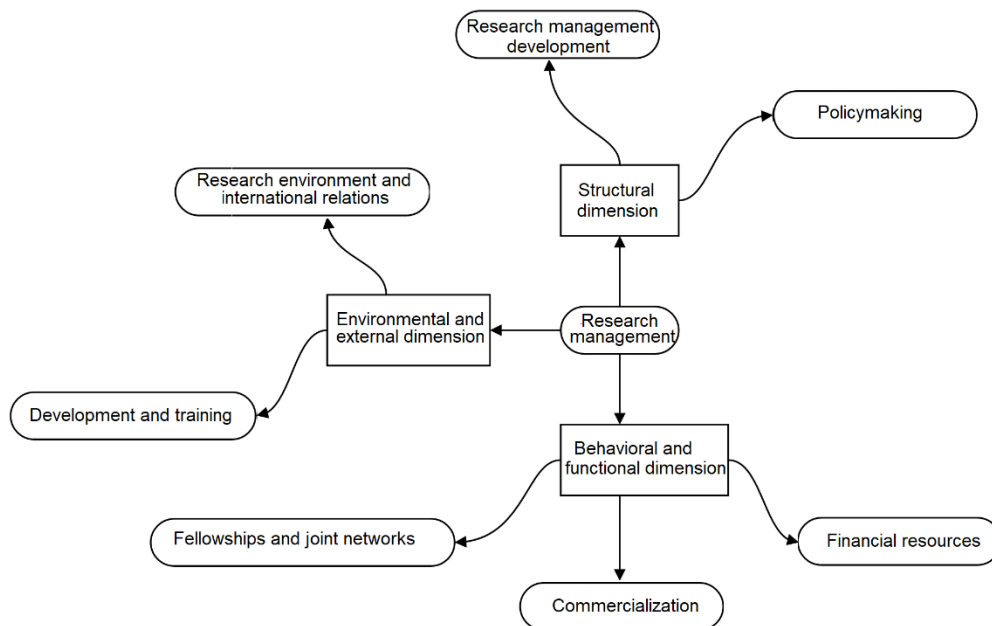 Research management
development
Policymaking
Research environment and
international relations
Structural
dimension
Environmental and
external dimension
Research
management
Development and training
Behavioral and
functional dimension
Fellowships and joint networks
Financial resources
Commercialization